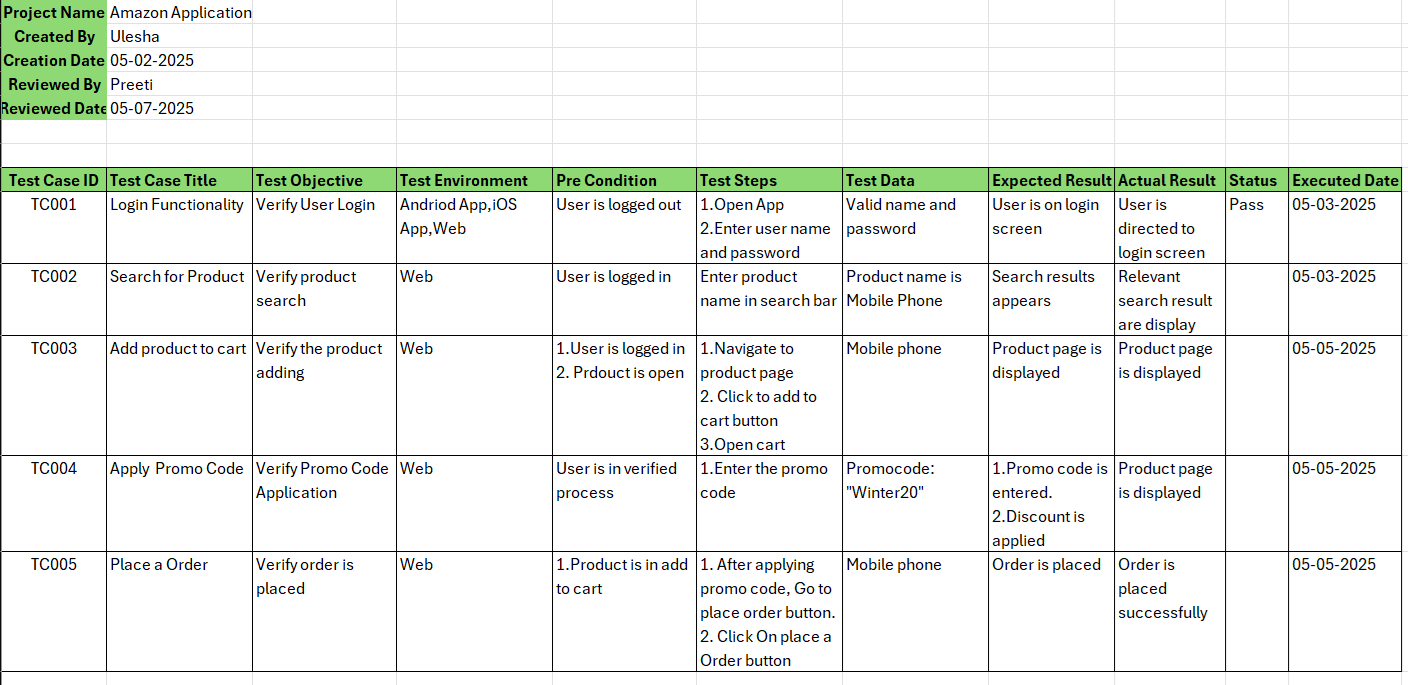 Project Name Amazon Application
Created By Ulesha
Creation Date 05-02-2025
Reviewed By Preeti
Reviewed Date 05-07-2025
Test Case ID Test Case Title Test Objective Test Environment Pre Condition Test Steps Test Data Expected Result Actual Result Status Executed Date
TC001 Login Functionality Verify User Login Andriod App,iOS User is logged out 1.Open App Valid name and User is on login User is Pass 05-03-2025
App,Web 2.Enter user name password screen directed to
and password login screen
TC002 Search for Product Verify product Web User is logged in Enter product Product name is Search results Relevant 05-03-2025
search name in search bar Mobile Phone appears search result
are display
TC003 Add product to cart Verify the product Web 1.User is logged in 1.Navigate to Mobile phone Product page is Product page 05-05-2025
adding 2. Prdouct is open product page displayed is displayed
2. Click to add to
cart button
3.Open cart
TC004 Apply Promo Code Verify Promo Code Web User is in verified 1.Enter the promo Promocode: 1.Promo code is Product page 05-05-2025
Application process code "Winter20" entered. is displayed
2.Discount is
applied
TC005 Place a Order Verify order is Web 1.Product is in add 1. After applying Mobile phone Order is placed Order is 05-05-2025
placed to cart promo code, Go to placed
place order button. successfully
2. Click On place a
Order button